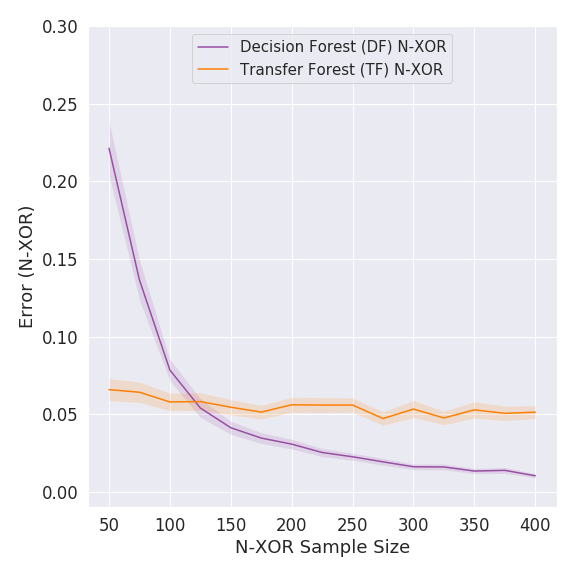 Decision Forest (DF) N-XOR
Transfer Forest (TF) N-XOR
0.30
0.25
0.20
0.15
0.10
0.05
0.00
Error (N-XOR)
50 100 150 200 250 300 350 400
N-XOR Sample Size